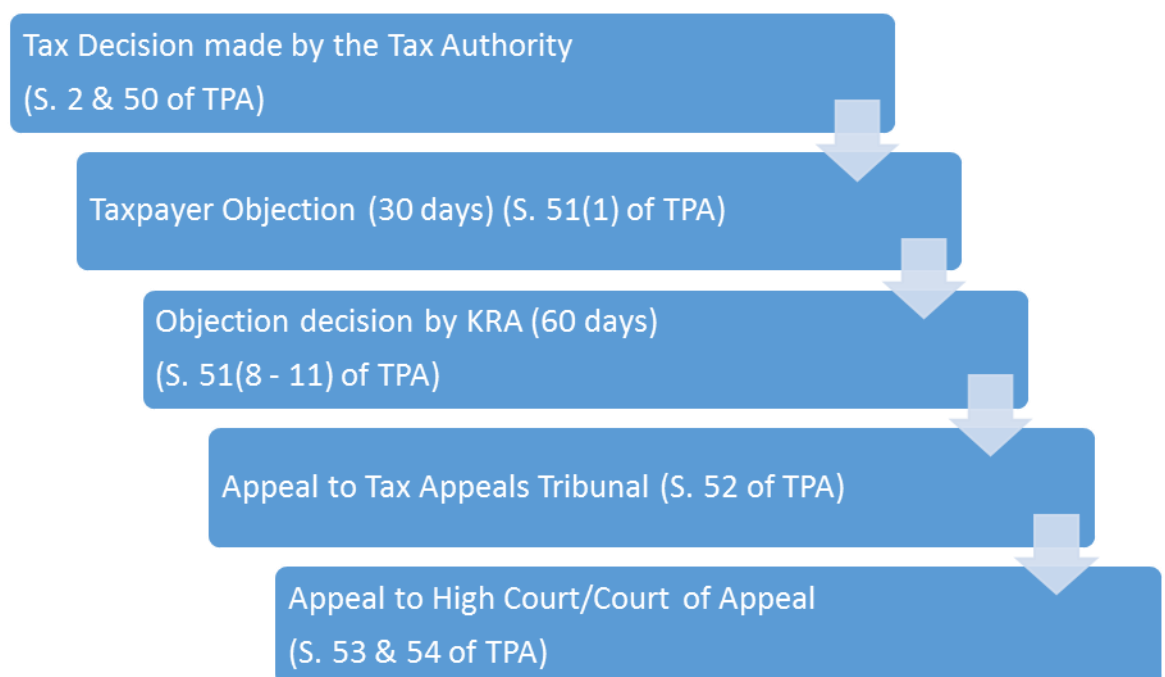 Tax Decision made by the Tax Authority
(S. 2 & 50 of TPA)
Taxpayer Objection (30 days) (S. 51(1) of TPA)
Objection decision by KRA (60 days)
(S. 51(8 - 11) of TPA)
Appeal to Tax Appeals Tribunal (S. 52 of TPA)
Appeal to High Court/Court of Appeal
(S. 53 & 54 of TPA)